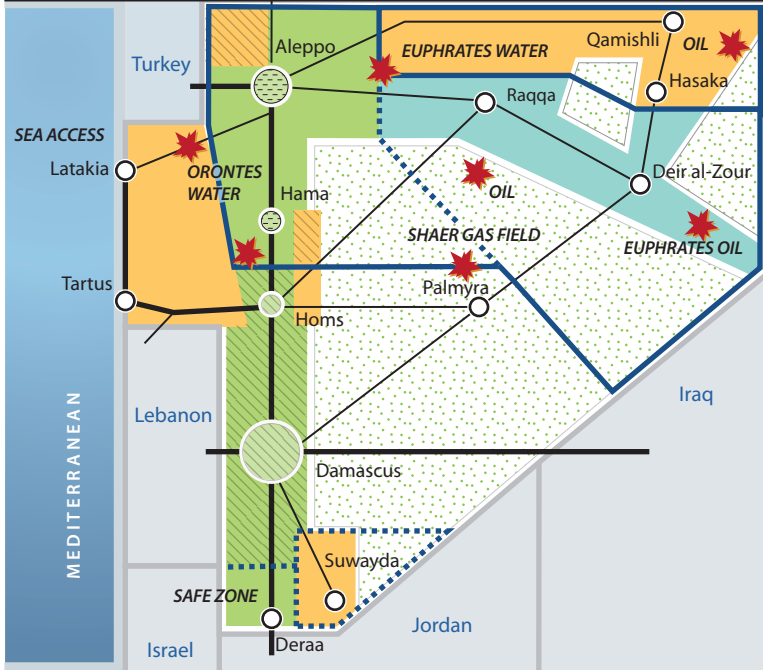 Aleppo
Turkey
EUPHRATES WATER
Qamishli
OIL
Hasaka
Raqqa
SEA ACCESS
Latakia
ORONTES
WATER
Hama
OIL
Deir al-Zour
SHAER GAS FIELD
EUPHRATES OIL
Tartus
Palmyra
Homs
Lebanon
Iraq
Damascus
MEDITERRANEAN
Suwayda
SAFE ZONE
Jordan
Israel
Deraa